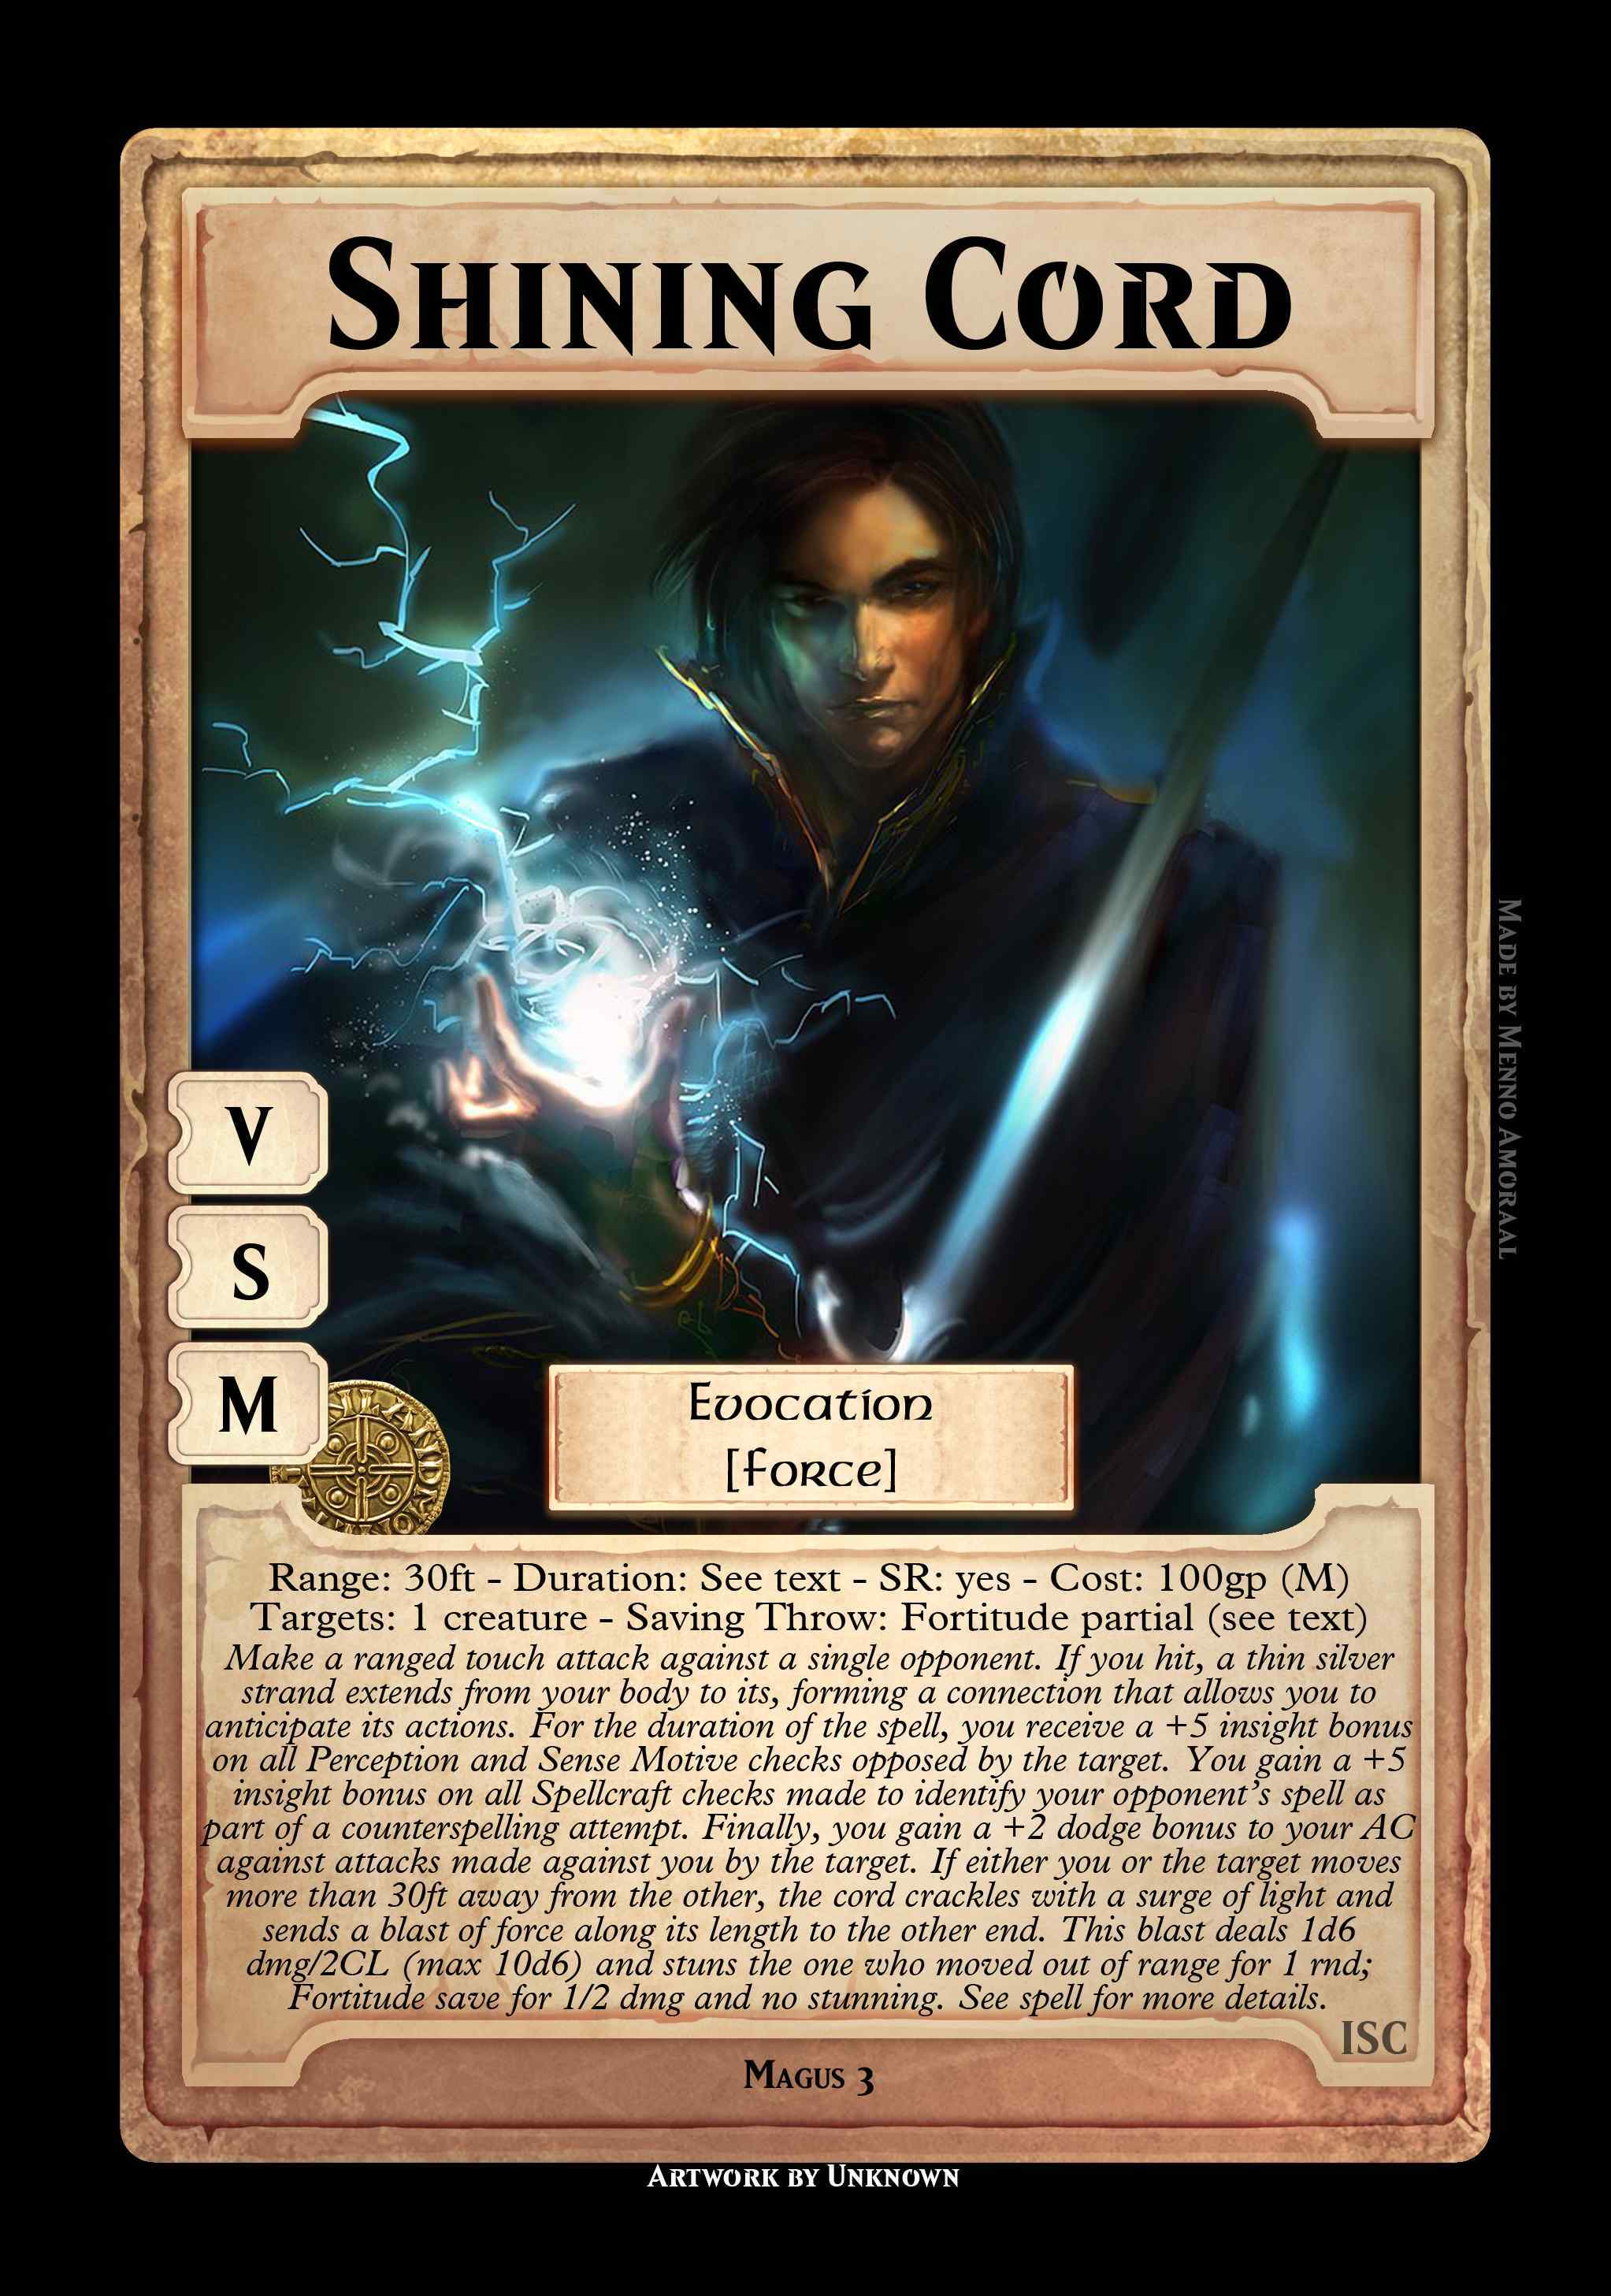 Shining Cord
V
S
M
Evocation
[Force]
Range: 30ft - Duration: See text - SR: yes - Cost: 100gp (M)
Targets: 1 creature - Saving Throw: Fortitude partial (see text)
Make a ranged touch attack against a single opponent. If you hit, a thin silver
strand extends from your body to its, forming a connection that allows you to
anticipate its actions. For the duration of the spell, you receive a +5 insight bonus
on all Perception and Sense Motive checks opposed by the target. You gain a +5
insight bonus on all Spellcraft checks made to identify your opponent's spell as
part of a counterspelling attempt. Finally, you gain a +2 dodge bonus to your AC
against attacks made against you by the target. If either you or the target moves
more than 30ft away from the other, the cord crackles with a surge of light and
sends a blast of force along its length to the other end. This blast deals 1d6
dmg/2CL (max 10d6) and stuns the one who moved out of range for 1 rnd;
Fortitude save for 1/2 dmg and no stunning. See spell for more details.
ISC
Magus 3
Artwork by Unknown
Made by Menno Amoraal